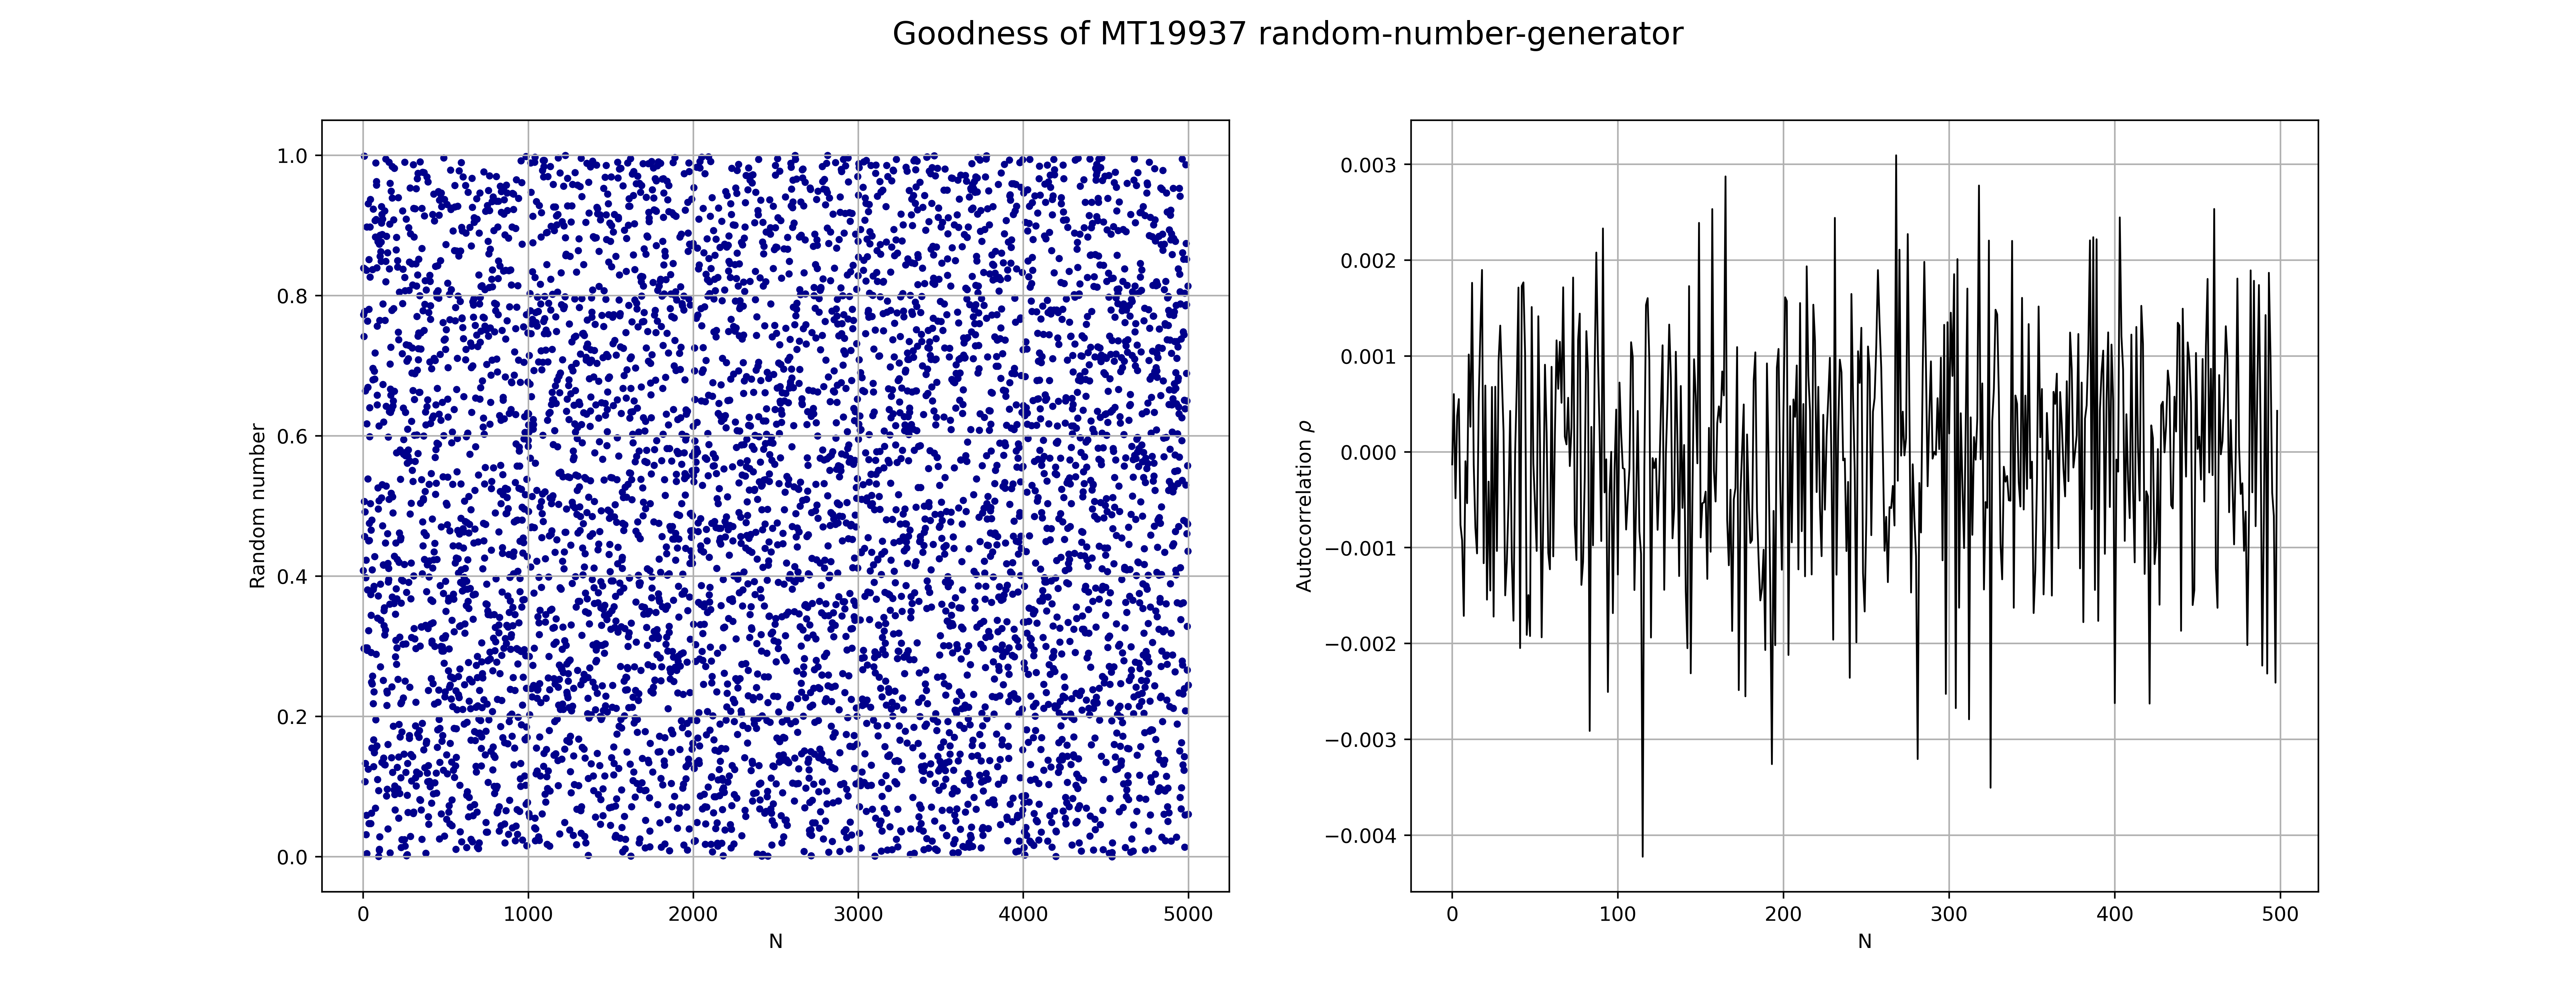 Goodness of MT19937 random-number-generator
1.0
0.8
0.6
0.4
0.2
0.0
Random number
0 1000 2000 3000 4000 5000
N
0.003
0.002
0.001
0.000
−0.001
−0.002
−0.003
−0.004
Autocorrelation ρ
0 100 200 300 400 500
N